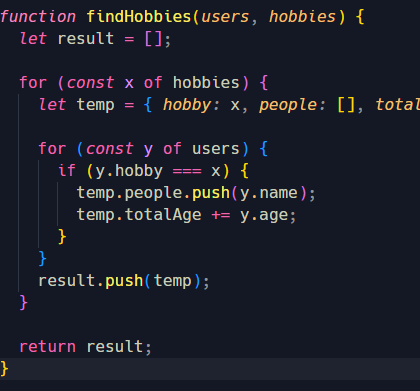 function findHobbies(users, hobbies) {
  let result = [];

  for (const x of hobbies) {
    let temp = { hobby: x, people: [], total

    for (const y of users) {
      if (y.hobby === x) {
        temp.people.push(y.name);
        temp.totalAge += y.age;
      }
    }
    result.push(temp);
  }

  return result;
}